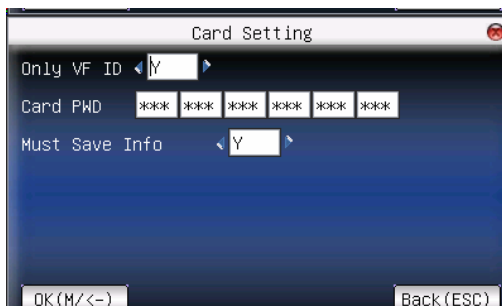 Card Setting
Only VF ID Y
Card PWD *** *** *** *** *** ***
Must Save Info Y
OK(M/<-) Back(ESC)